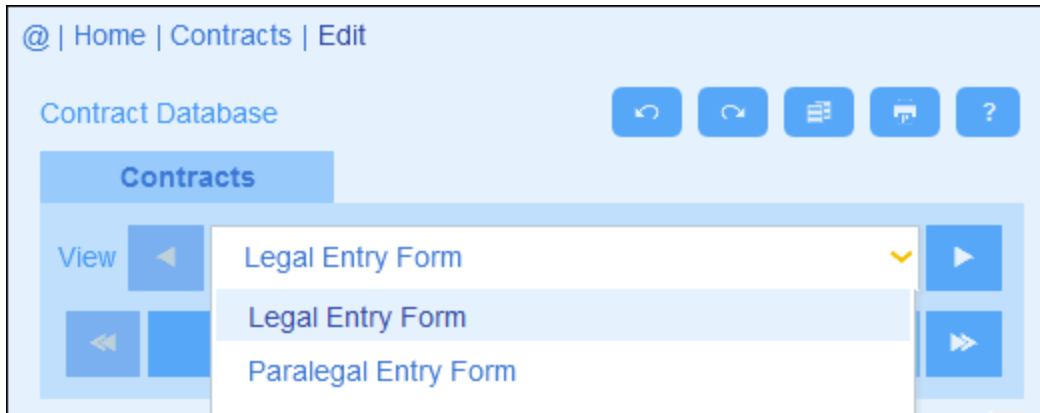 @ | Home | Contracts | Edit
Contract Database
?
Contracts
View Legal Entry Form
Legal Entry Form
Paralegal Entry Form